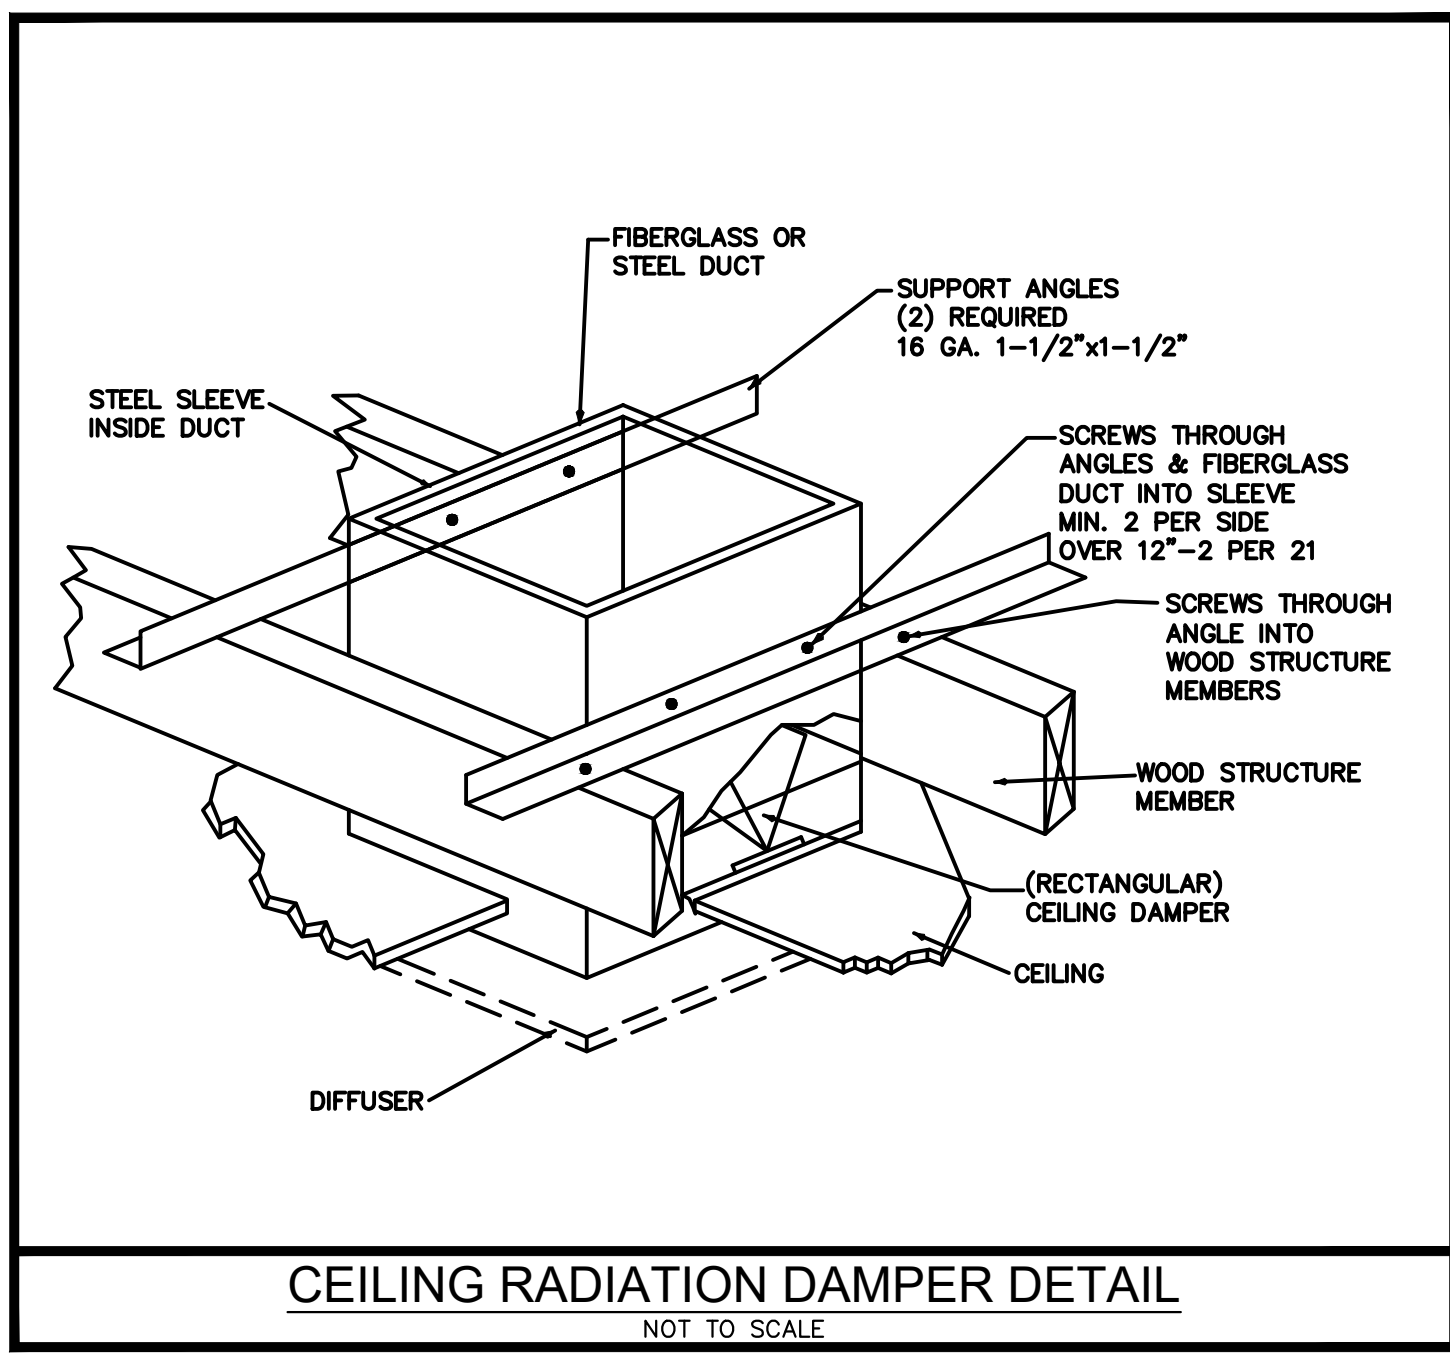 FIBERGLASS OR
STEEL DUCT
SUPPORT ANGLES
(2) REQUIRED
16 GA. 1-1/2"x1-1/2"
STEEL SLEEVE
INSIDE DUCT
SCREWS THROUGH
ANGLES & FIBERGLASS
DUCT INTO SLEEVE
MIN. 2 PER SIDE
OVER 12"-2 PER 21
SCREWS THROUGH
ANGLE INTO
WOOD STRUCTURE
MEMBERS
WOOD STRUCTURE
MEMBER
(RECTANGULAR)
CEILING DAMPER
CEILING
DIFFUSER
CEILING RADIATION DAMPER DETAIL
NOT TO SCALE